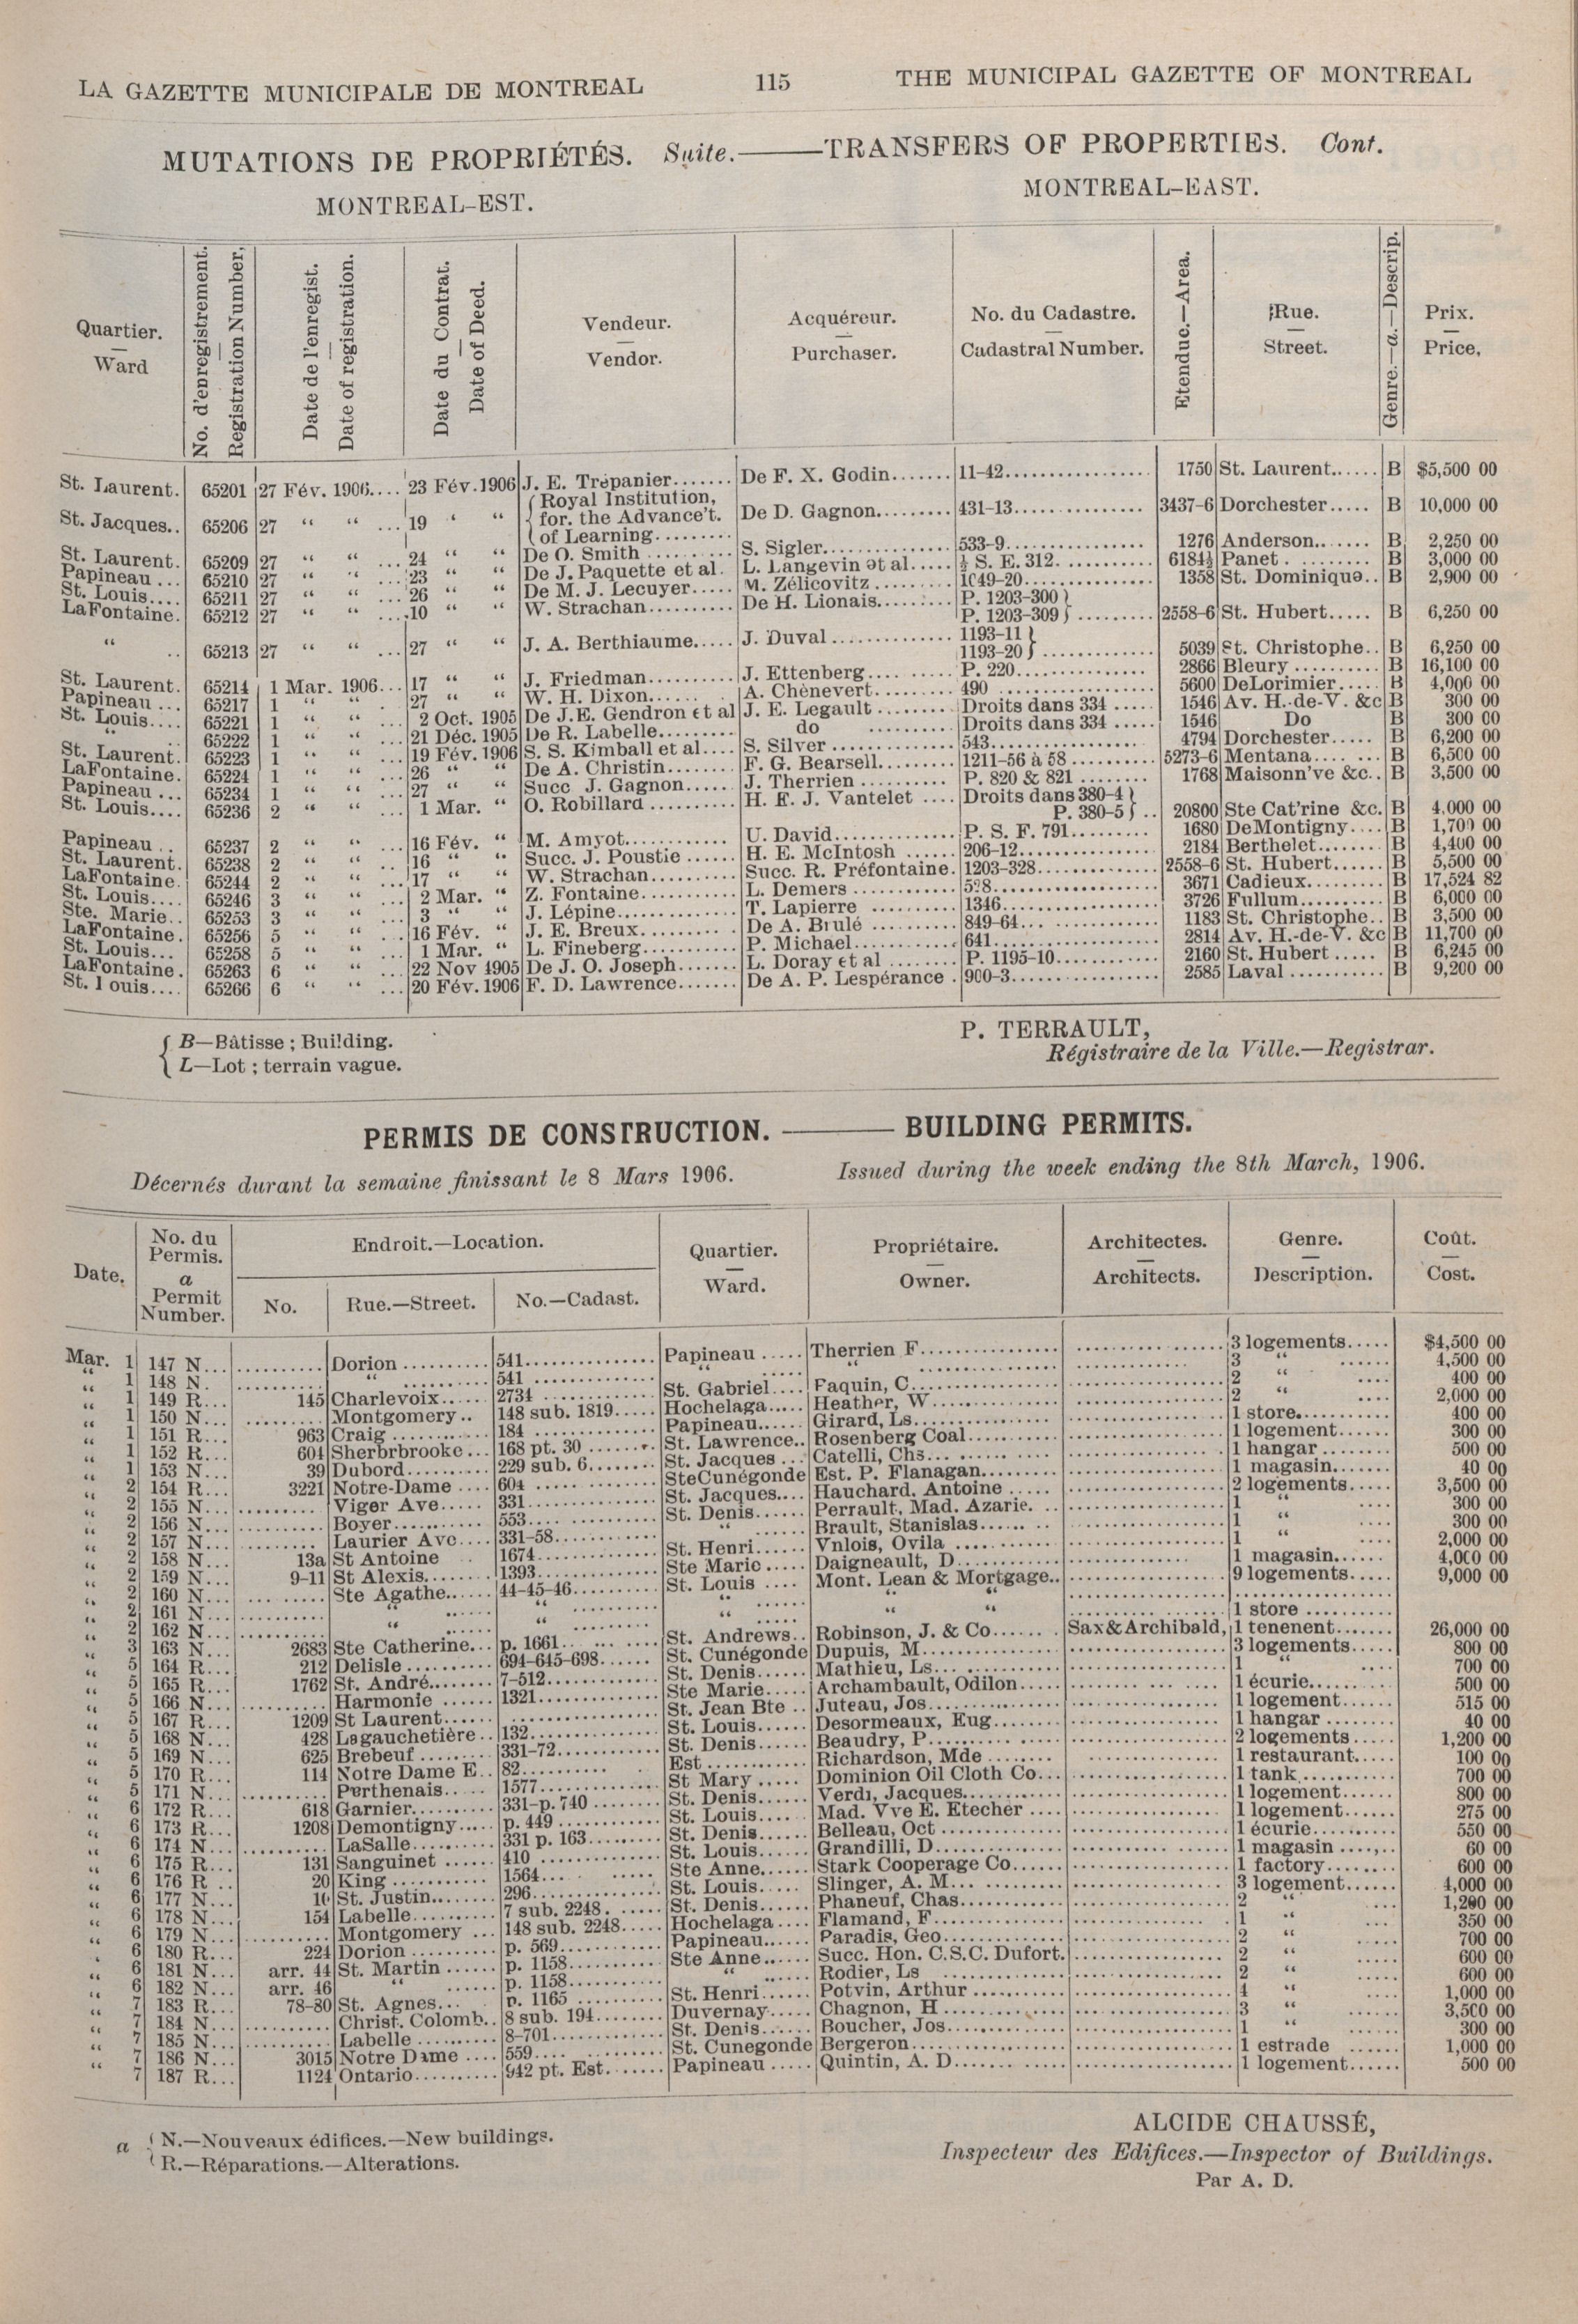 LA GAZETTE MUNICIPALE DE MONTREAL 115 THE MUNICIPAL GAZETTE OF MONTREAL
MUTATIONS DE PROPRIÉTÉS. Suite.——TRANSFERS OF PROPERTIES. Cont.
MONTREAL-EST. MONTREAL-EAST.
Quartier. — Ward | No. d'enregistrement. — Registration Number, | Date de l'enregist. — Date of registration. | Date du Contrat. — Date of Deed. | Vendeur. — Vendor. | Acquéreur. — Purchaser. | No. du Cadastre. — Cadastral Number. | Etendue.—Area. | Rue. — Street. | Genre.—a.—Descrip. | Prix. — Price,
St. Laurent. 65201 27 Fév. 1906.... 23 Fév. 1906 J. E. Trépanier....... De F. X. Godin....... 11-42................ 1750 St. Laurent...... B $5,500 00
St. Jacques.. 65206 27 “ “ ... 19 “ “ { Royal Institution, for. the Advance't. of Learning......... De D. Gagnon......... 431-13............... 3437-6 Dorchester..... B 10,000 00
St. Laurent. 65209 27 “ “ ... 24 “ “ De O. Smith .......... S. Sigler.............. 533-9................ 1276 Anderson....... B 2,250 00
Papineau ... 65210 27 “ “ ... 23 “ “ De J. Paquette et al. L. Langevin et al..... ½ S. E. 312. ........... 6184½ Panet . ......... B 3,000 00
St. Louis.... 65211 27 “ “ ... 26 “ “ De M. J. Lecuyer..... M. Zélicovitz ......... 1049-20............... 1358 St. Dominique.. B 2,900 00
LaFontaine. 65212 27 ... 10 “ “ W. Strachan.......... De H. Lionais......... P. 1203-300 } P. 1203-309 } ......... 2558-6 St. Hubert..... B 6,250 00
“ .. 65213 27 “ “ ... 27 “ “ J. A. Berthiaume..... J. Duval ............. 1193-11 } 1193-20 } ............ 5039 St. Christophe.. B 6,250 00
St. Laurent. 65214 1 Mar. 1906... 17 “ “ J. Friedman.......... J. Ettenberg.... ..... P. 220............... 2866 Bleury .......... B 16,100 00
Papineau ... 65217 1 “ “ . 27 “ “ W. H. Dixon...... . A. Chênevert.......... 490 ................. 5600 DeLorimier..... B 4,000 00
St. Louis.... 65221 1 “ “ ... 2 Oct. 1905 De J.E. Gendron et al J. E. Legault ......... Droits dans 334 ..... 1546 Av. H.-de-V. &c B 300 00
“ .. 65222 1 “ “ ... 21 Déc. 1905 De R. Labelle......... do ......... Droits dans 334 ..... 1546 Do B 300 00
St. Laurent. 65223 1 “ “ ... 19 Fév. 1906 S. S. Kimball et al.... S. Silver ............. 543.................. 4794 Dorchester..... B 6,200 00
LaFontaine. 65224 1 “ “ ... 26 “ “ De A. Christin........ F. G. Bearsell......... 1211-56 à 58 .......... 5273-6 Mentana.... ... B 6,500 00
Papineau ... 65234 1 “ “ ... 27 “ “ Succ J. Gagnon...... J. Therrien .......... P. 820 & 821 ........ 1768 Maisonn've &c.. B 3,500 00
St. Louis.... 65236 2 “ “ ... 1 Mar. “ O. Robillard .......... H. E. J. Vantelet .... Droits dans 380-4 } P. 380-5 } .. 20800 Ste Cat'rine &c. B 4,000 00
Papineau .. 65237 2 “ “ ... 16 Fév. “ M. Amyot............ U. David.............. P. S. F. 791......... 1680 DeMontigny.... B 1,700 00
St. Laurent. 65238 2 “ “ .. 16 “ “ Succ. J. Poustie ...... H. E. McIntosh ...... 206-12............... 2184 Berthelet........ B 4,400 00
LaFontaine. 65244 2 “ “ ... 17 “ “ W. Strachan.......... Succ. R. Préfontaine. 1203-328............. 2558-6 St. Hubert...... B 5,500 00
St. Louis.... 65246 3 “ “ ... 2 Mar. “ Z. Fontaine........... L. Demers ............ 528................... 3671 Cadieux......... B 17,524 82
Ste. Marie.. 65253 3 “ “ ... 3 “ “ J. Lépine............. T. Lapierre .......... 1346.................. 3726 Fullum.......... B 6,000 00
LaFontaine. 65256 5 “ “ ... 16 Fév. “ J. E. Breux........... De A. Brulé .......... 849-64... ............ 1183 St. Christophe.. B 3,500 00
St. Louis... 65258 5 “ “ ... 1 Mar. “ L. Fineberg........... P. Michael............ 641................... 2814 Av. H.-de-V. &c B 11,700 00
LaFontaine. 65263 6 “ “ ... 22 Nov 1905 De J. O. Joseph....... L. Doray et al ........ P. 1195-10............ 2160 St. Hubert ..... B 6,245 00
St. Louis.... 65266 6 “ “ ... 20 Fév. 1906 F. D. Lawrence....... De A. P. Lespérance . 900-3................. 2585 Laval ........... B 9,200 00
{ B—Bâtisse ; Building.
L—Lot ; terrain vague.
P. TERRAULT,
Régistraire de la Ville.—Registrar.
PERMIS DE CONSTRUCTION. —— BUILDING PERMITS.
Décernés durant la semaine finissant le 8 Mars 1906. Issued during the week ending the 8th March, 1906.
Date. | No. du Permis. a Permit Number. | Endroit.—Location. | No. | Rue.—Street. | No.—Cadast. | Quartier. — Ward. | Propriétaire. — Owner. | Architectes. — Architects. | Genre. — Description. | Coût. — Cost.
Mar. 1 147 N... .......... Dorion .......... 541.............. Papineau ..... Therrien F............... 3 logements..... $4,500 00
“ 1 148 N. .......... “ .......... 541 ............. “ ..... “ ............... 3 “ ...... 4,500 00
“ 1 149 R... 145 Charlevoix...... 2734 ............ St. Gabriel.... Faquin, C............... 2 “ .... 400 00
“ 1 150 N... ......... Montgomery.. 148 sub. 1819..... Hochelaga..... Heather, W.............. 2 “ .... 2,000 00
“ 1 151 R... 963 Craig ........... 184 ............. Papineau...... Girard, Ls............... 1 store........... 400 00
“ 1 152 R... 604 Sherbrbrooke... 168 pt. 30 ....... St. Lawrence.. Rosenberg Coal.......... 1 logement...... 300 00
“ 1 153 N... 39 Dubord.......... 229 sub. 6........ St. Jacques ... Catelli, Chs... .......... 1 hangar ........ 500 00
“ 2 154 R... 3221 Notre-Dame .... 604 ..... ....... Ste Cunégonde Est. P. Flanagan......... 1 magasin....... 40 00
“ 2 155 N... .......... Viger Ave..... 331.............. St. Jacques.... Hauchard. Antoine ..... 2 logements..... 3,500 00
“ 2 156 N... .......... Boyer........... 553.... .......... St. Denis...... Perrault, Mad. Azarie. .. 1 “ .... 300 00
“ 2 157 N... ......... Laurier Ave.... 331-58........... “ ...... Brault, Stanislas...... .. 1 “ .... 300 00
“ 2 158 N... 13a St Antoine .. 1674.............. St. Henri...... Vnlois, Ovila ............ 1 “ .... 2,000 00
“ 2 159 N... 9-11 St Alexis........ 1393.............. Ste Marie ..... Daigneault, D........... 1 magasin...... 4,000 00
“ 2 160 N... ... ...... Ste Agathe...... 44-45-46.......... St. Louis .... Mont. Lean & Mortgage.. 9 logements..... 9,000 00
“ 2 161 N... .......... “ ...... “ .......... “ ...... “ “ ..................
“ 2 162 N... .......... “ ...... “ ........ “ ..... “ “ 1 store ..........
“ 3 163 N... 2683 Ste Catherine... p. 1661.. ... .... St. Andrews.. Robinson, J. & Co...... . Sax & Archibald, 1 tenenent....... 26,000 00
“ 5 164 R... 212 Delisle .......... 694-645-698...... St. Cunégonde Dupuis, M............... 3 logements..... 800 00
“ 5 165 R... 1762 St. André........ 7-512............. St. Denis...... Mathieu, Ls... .......... 1 “ .... 700 00
“ 5 166 N... .......... Harmonie ...... 1321.............. Ste Marie..... Archambault, Odilon..... 1 écurie.......... 500 00
“ 5 167 R... 1209 St Laurent...... ................. St. Jean Bte .. Juteau, Jos.............. 1 logement...... 515 00
“ 5 168 N... 428 Lagauchetière.. 132............... St. Louis...... Desormeaux, Eug........ 1 hangar ........ 40 00
“ 5 169 N... 625 Brebeuf ......... 331-72............ St. Denis...... Beaudry, P.............. 2 logements ..... 1,200 00
“ 5 170 R... 114 Notre Dame E.. 82.......... . Est ............ Richardson, Mde ........ 1 restaurant..... 100 00
“ 5 171 N... .......... Parthenais..... 1577.............. St Mary ..... Dominion Oil Cloth Co... 1 tank........... 700 00
“ 6 172 R... 618 Garnier.......... 331-p. 740 ........ St. Denis...... Verdi, Jacques........... 1 logement...... 800 00
“ 6 173 R... 1208 Demontigny..... p. 449 ............ St. Louis.... Mad. Vve E. Etecher .... 1 logement...... 275 00
“ 6 174 N... .......... LaSalle.......... 331 p. 163......... St. Denis...... Belleau, Oct ............. 1 écurie.......... 550 00
“ 6 175 R... 131 Sanguinet ...... 410 .............. St. Louis...... Grandilli, D............. 1 magasin ....,.. 60 00
“ 6 176 R .. 20 King ........... 1564.... ..... Ste Anne...... Stark Cooperage Co...... 1 factory........ 600 00
“ 6 177 N... 10 St. Justin........ 296............... St. Louis. .... Slinger, A. M... ........ 3 logement...... 4,000 00
“ 6 178 N... 154 Labelle.......... 7 sub. 2248. ...... St. Denis...... Phaneuf, Chas........... 2 “ .... 1,200 00
“ 6 179 N... .......... Montgomery ... 148 sub. 2248..... Hochelaga .... Flamand, F.............. 1 “ ... 350 00
“ 6 180 R... 224 Dorion .......... p. 569............ Papineau...... Paradis, Geo............. 2 “ ..... 700 00
“ 6 181 N... arr. 44 St. Martin ...... p. 1158........... Ste Anne...... Succ. Hon. C.S.C. Dufort. 2 “ ..... 600 00
“ 6 182 N... arr. 46 “ ...... p. 1158........... “ ...... Rodier, Ls ............. 2 “ ..... 600 00
“ 7 183 R... 78-80 St. Agnes... p. 1165 .......... St. Henri...... Potvin, Arthur .......... 4 “ 1,000 00
“ 7 184 N... .......... Christ. Colomb.. 8 sub. 194........ Duvernay..... Chagnon, H ............. 3 “ ...... 3,500 00
“ 7 185 N... .......... Labelle .......... 8-701............. St. Denis...... Boucher, Jos............. 1 “ ...... 300 00
“ 7 186 N... 3015 Notre Dame .... 559.... .......... St. Cunegonde Bergeron................. 1 estrade ...... 1,000 00
“ 7 187 R... 1124 Ontario.......... 942 pt. Est. ...... Papineau ..... Quintin, A. D........ .... 1 logement...... 500 00
a { N.—Nouveaux édifices.—New buildings.
R.—Réparations.—Alterations.
ALCIDE CHAUSSÉ,
Inspecteur des Edifices.—Inspector of Buildings.
Par A. D.